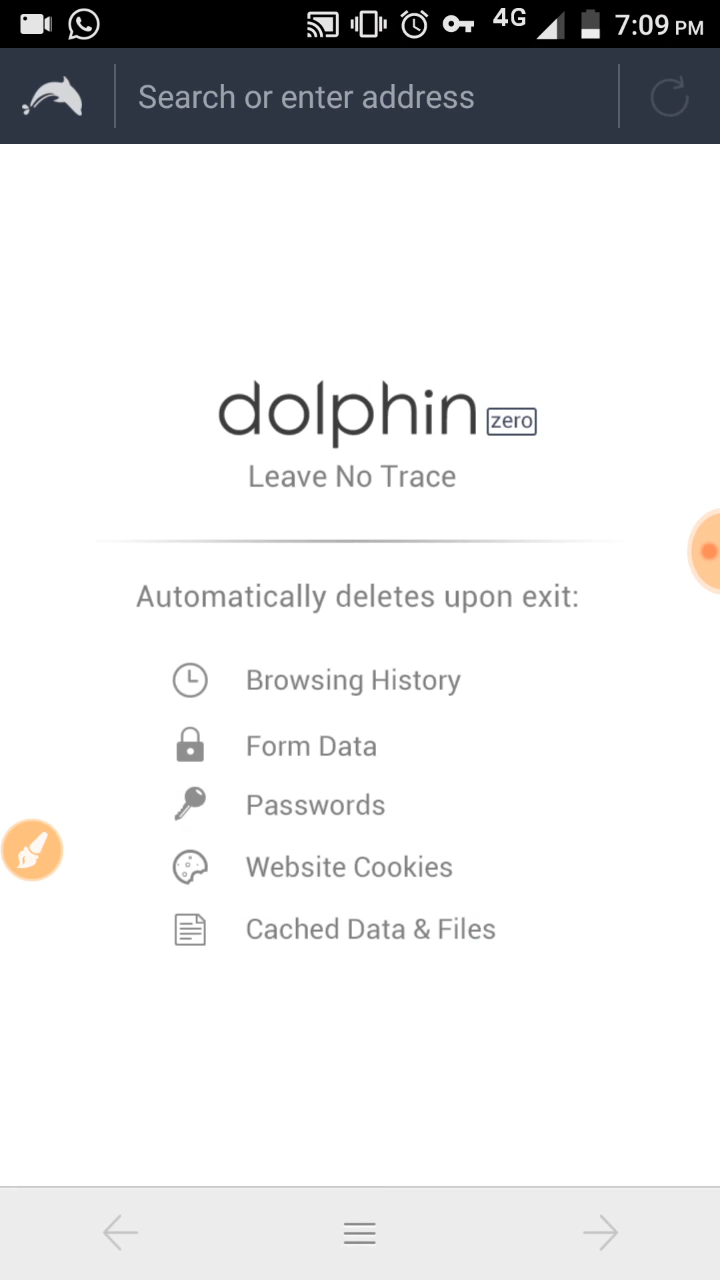 4G 7:09 PM
Search or enter address
dolphin zero
Leave No Trace
Automatically deletes upon exit:
Browsing History
Form Data
Passwords
Website Cookies
Cached Data & Files